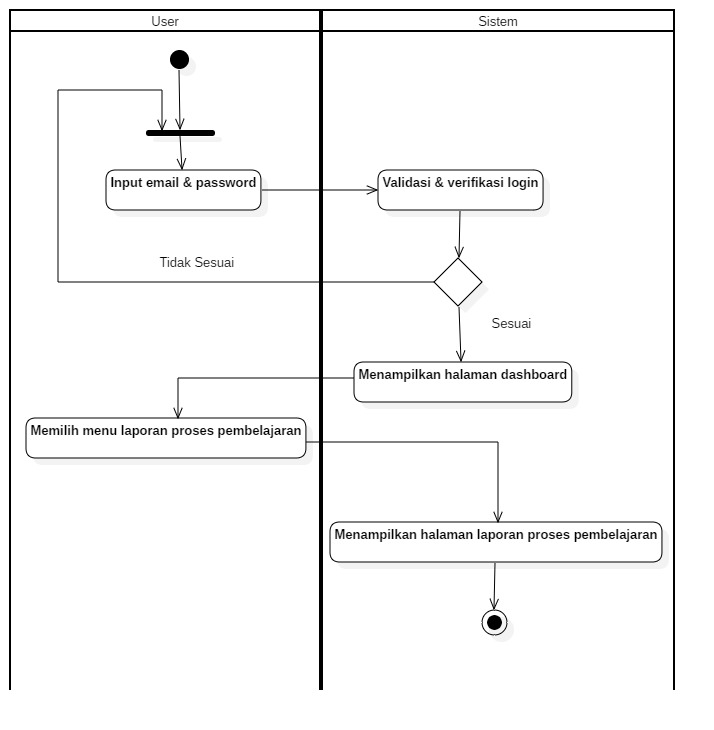 User
Sistem
Input email & password
Validasi & verifikasi login
Tidak Sesuai
Sesuai
Menampilkan halaman dashboard
Memilih menu laporan proses pembelajaran
Menampilkan halaman laporan proses pembelajaran